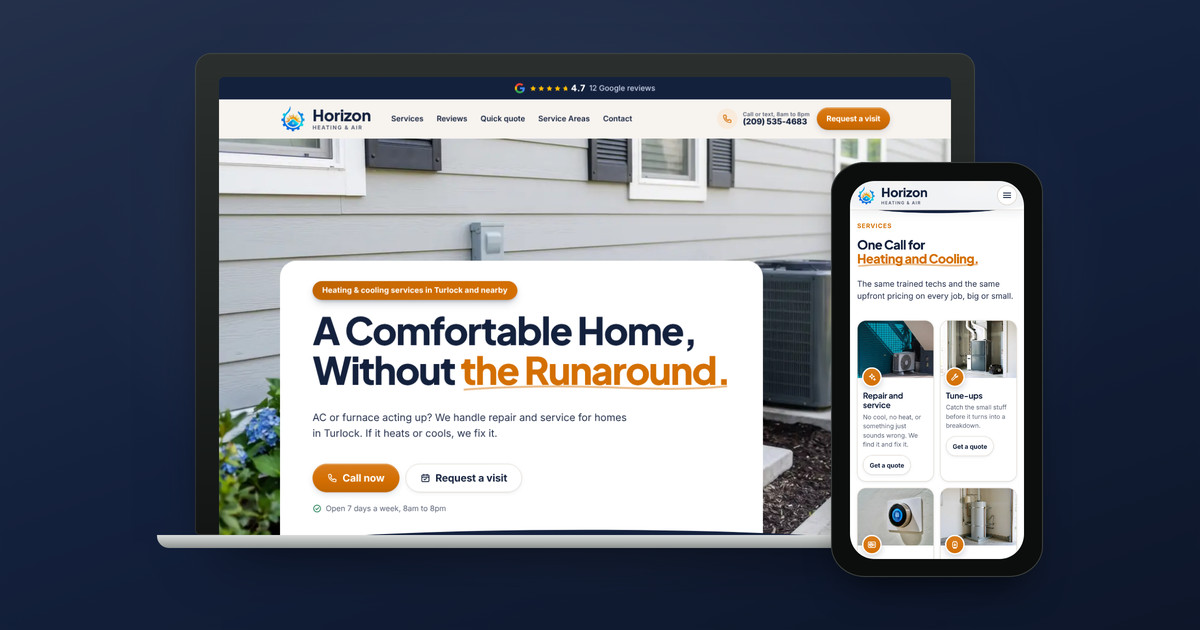 4.7 12 Google reviews
Horizon
HEATING & AIR
Services Reviews Quick quote Service Areas Contact
Call or text, 8am to 8pm
(209) 535-4683
Request a visit
Heating & cooling services in Turlock and nearby
A Comfortable Home,
Without the Runaround.
AC or furnace acting up? We handle repair and service for homes
in Turlock. If it heats or cools, we fix it.
Call now
Request a visit
Open 7 days a week, 8am to 8pm
Horizon
HEATING & AIR
SERVICES
One Call for
Heating and Cooling.
The same trained techs and the same
upfront pricing on every job, big or small.
Repair and
service
No cool, no heat, or
something just
sounds wrong. We
find it and fix it.
Get a quote
Tune-ups
Catch the small stuff
before it turns into a
breakdown.
Get a quote